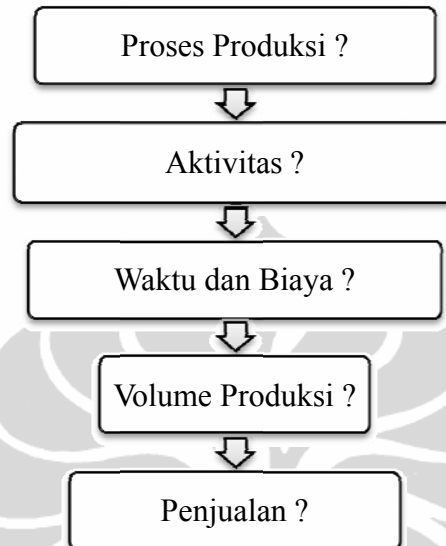 Proses Produksi ?
Aktivitas ?
Waktu dan Biaya ?
Volume Produksi ?
Penjualan ?